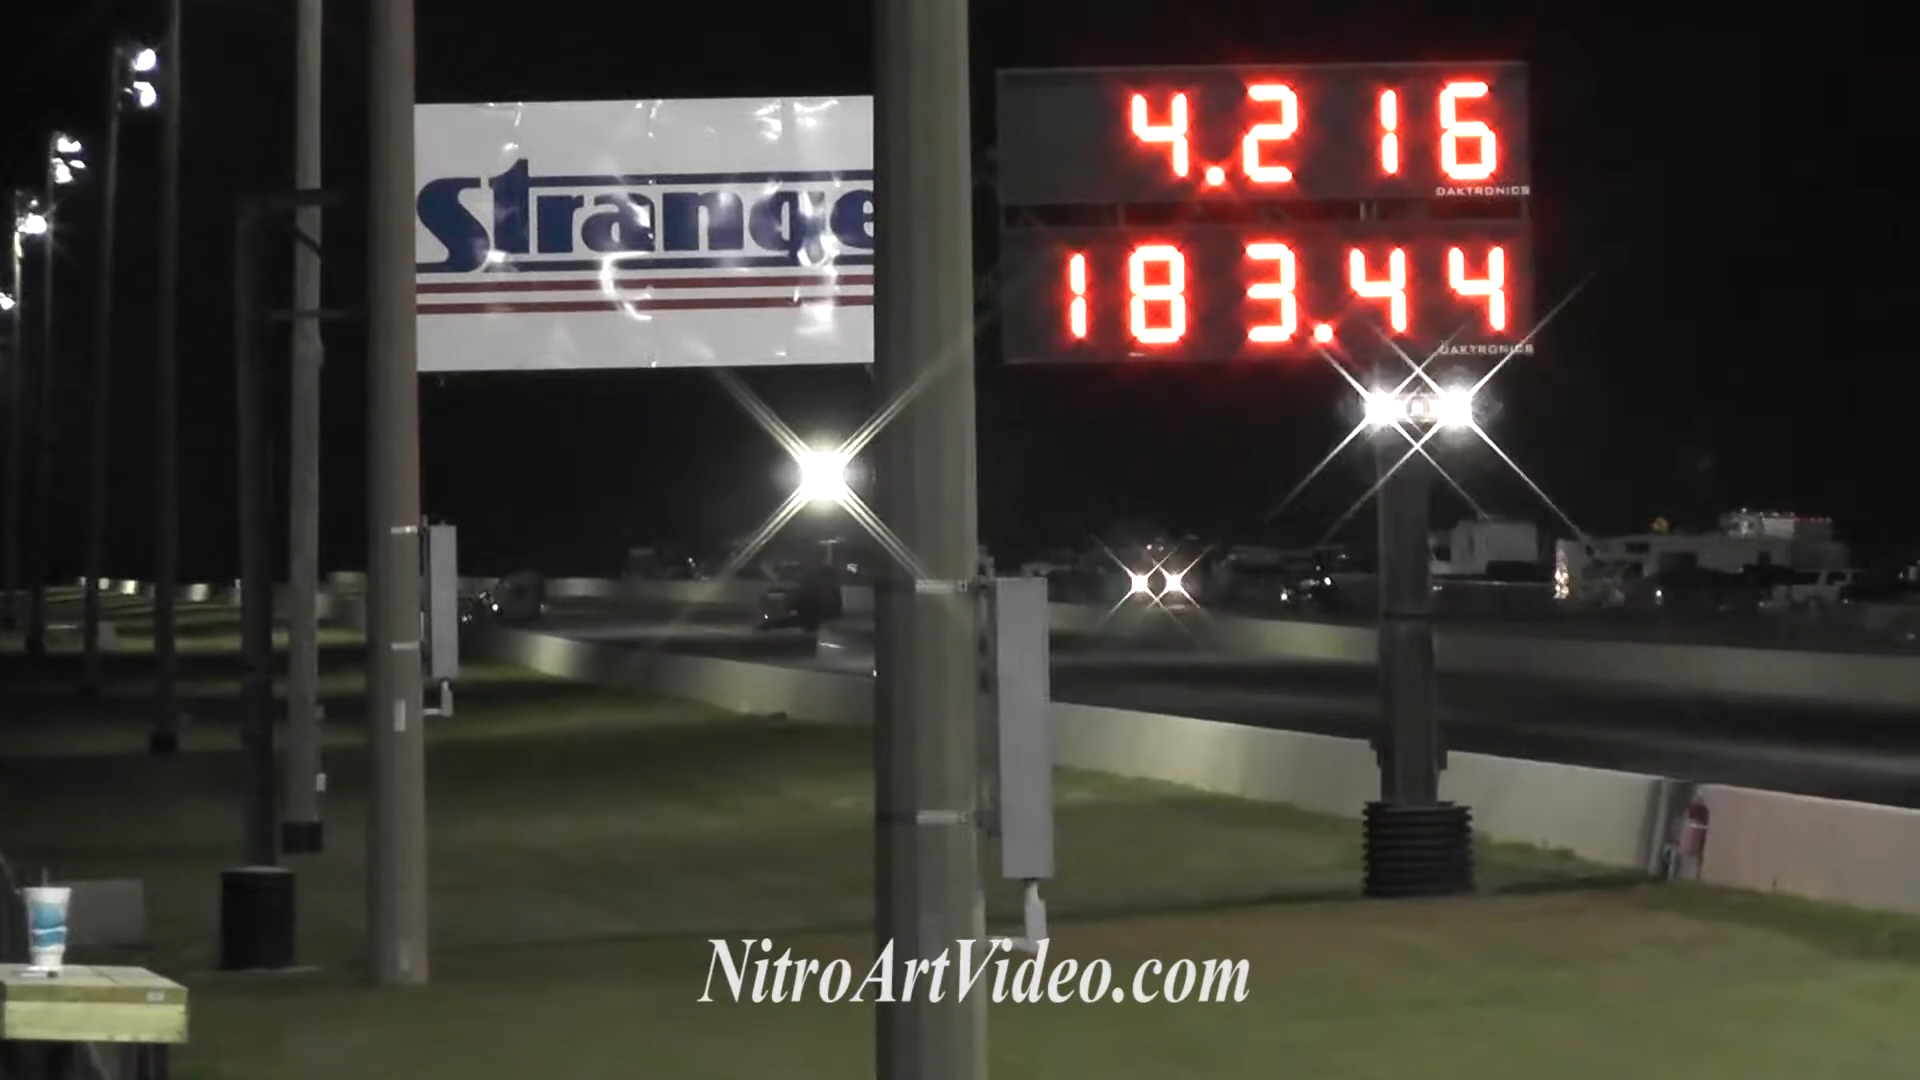 Strange
4.216
DAKTRONICS
183.44
DAKTRONICS
NitroArtVideo.com